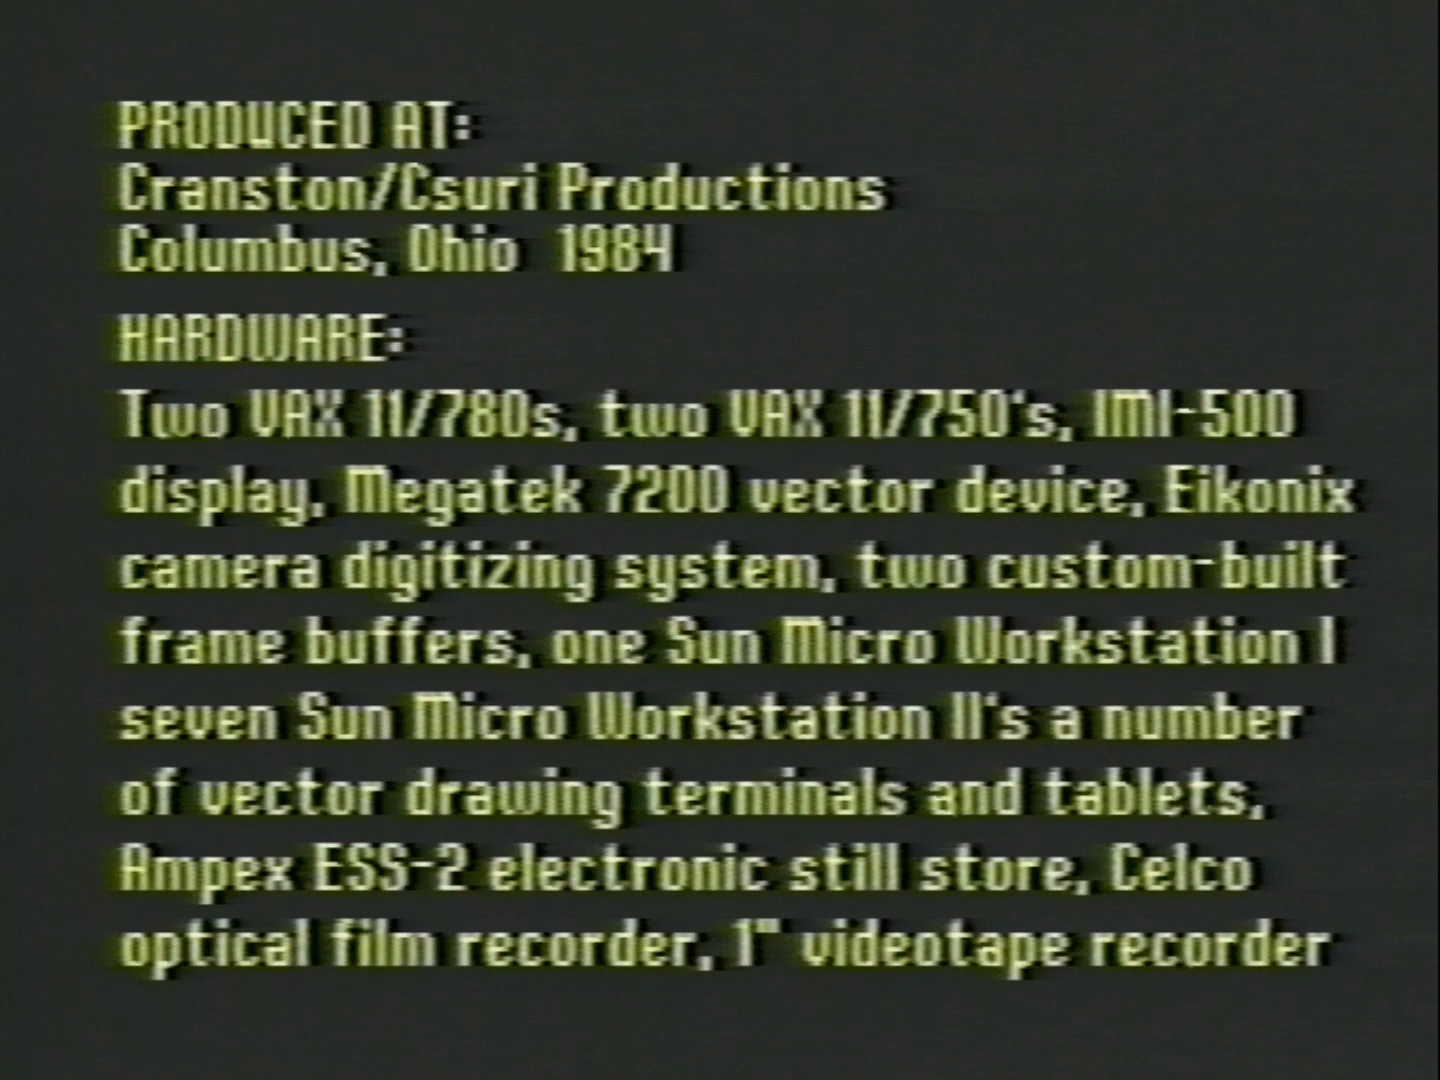 PRODUCED AT:
Cranston/Csuri Productions
Columbus, Ohio 1984
HARDWARE:
Two VAX 11/780s, two VAX 11/750's, IMI-500
display, Megatek 7200 vector device, Eikonix
camera digitizing system, two custom-built
frame buffers, one Sun Micro Workstation I
seven Sun Micro Workstation II's a number
of vector drawing terminals and tablets,
Ampex ESS-2 electronic still store, Celco
optical film recorder, 1" videotape recorder